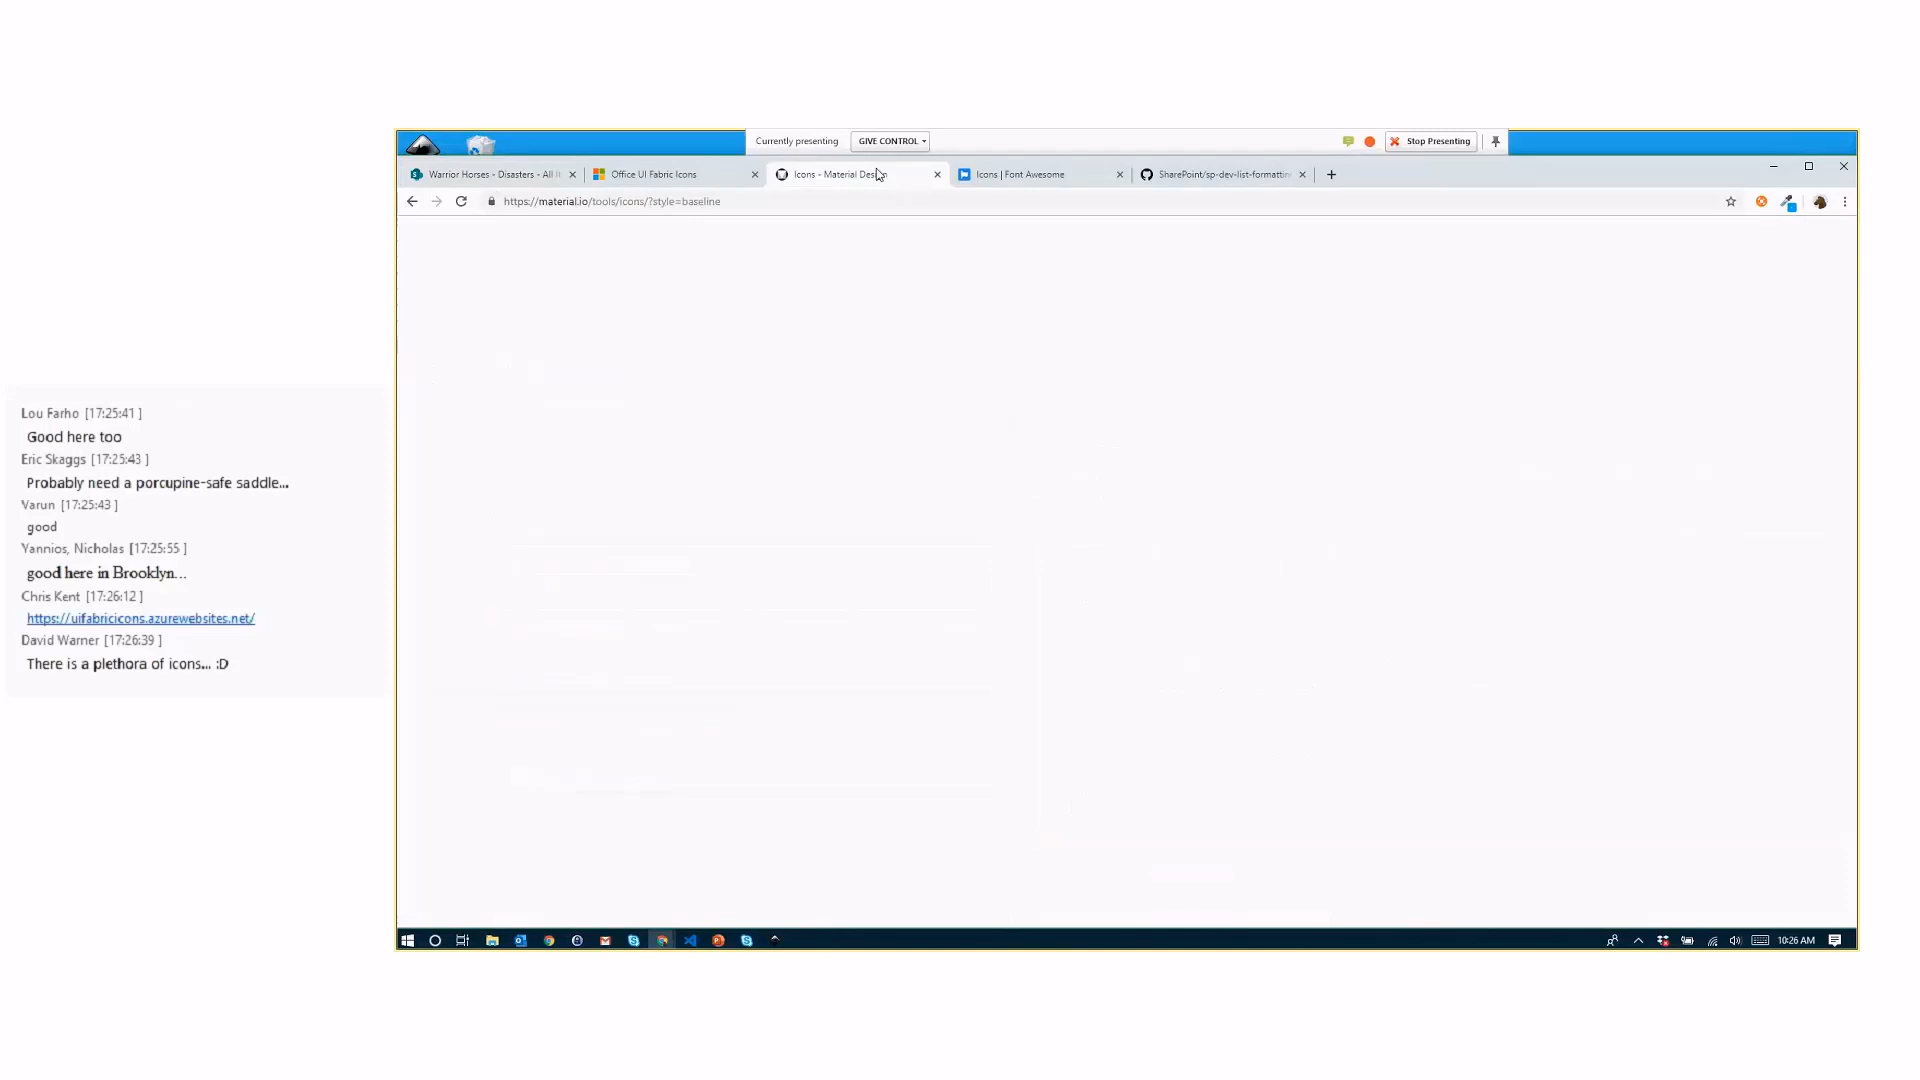 Currently presenting GIVE CONTROL Stop Presenting
Warrior Horses - Disasters - All Office UI Fabric Icons Icons - Material Design Icons | Font Awesome SharePoint/sp-dev-list-formattin
https://material.io/tools/icons/?style=baseline
Lou Farho [17:25:41 ]
Good here too
Eric Skaggs [17:25:43 ]
Probably need a porcupine-safe saddle...
Varun [17:25:43 ]
good
Yannios, Nicholas [17:25:55 ]
good here in Brooklyn...
Chris Kent [17:26:12 ]
https://uifabricicons.azurewebsites.net/
David Warner [17:26:39 ]
There is a plethora of icons... :D
10:26 AM